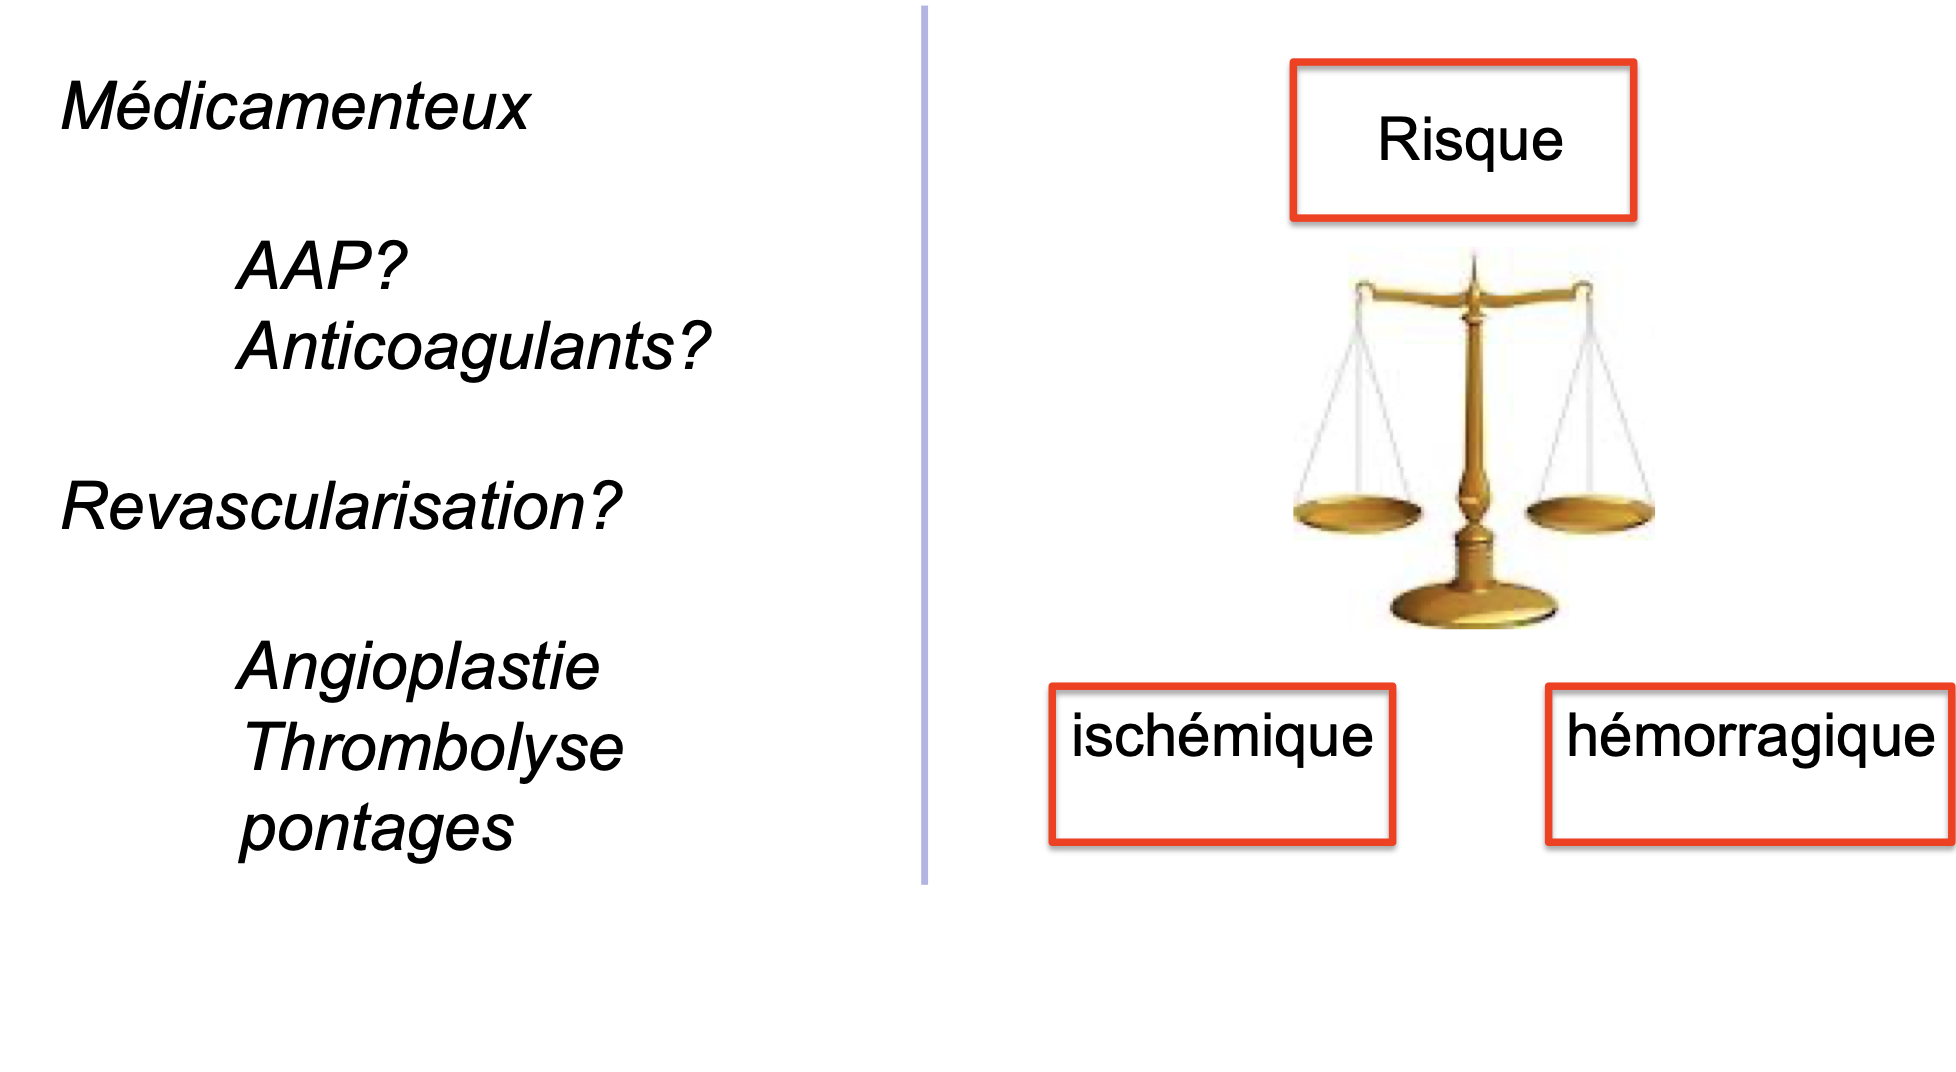 Médicamenteux
AAP?
Anticoagulants?
Revascularisation?
Angioplastie
Thrombolyse
pontages
Risque
ischémique
hémorragique